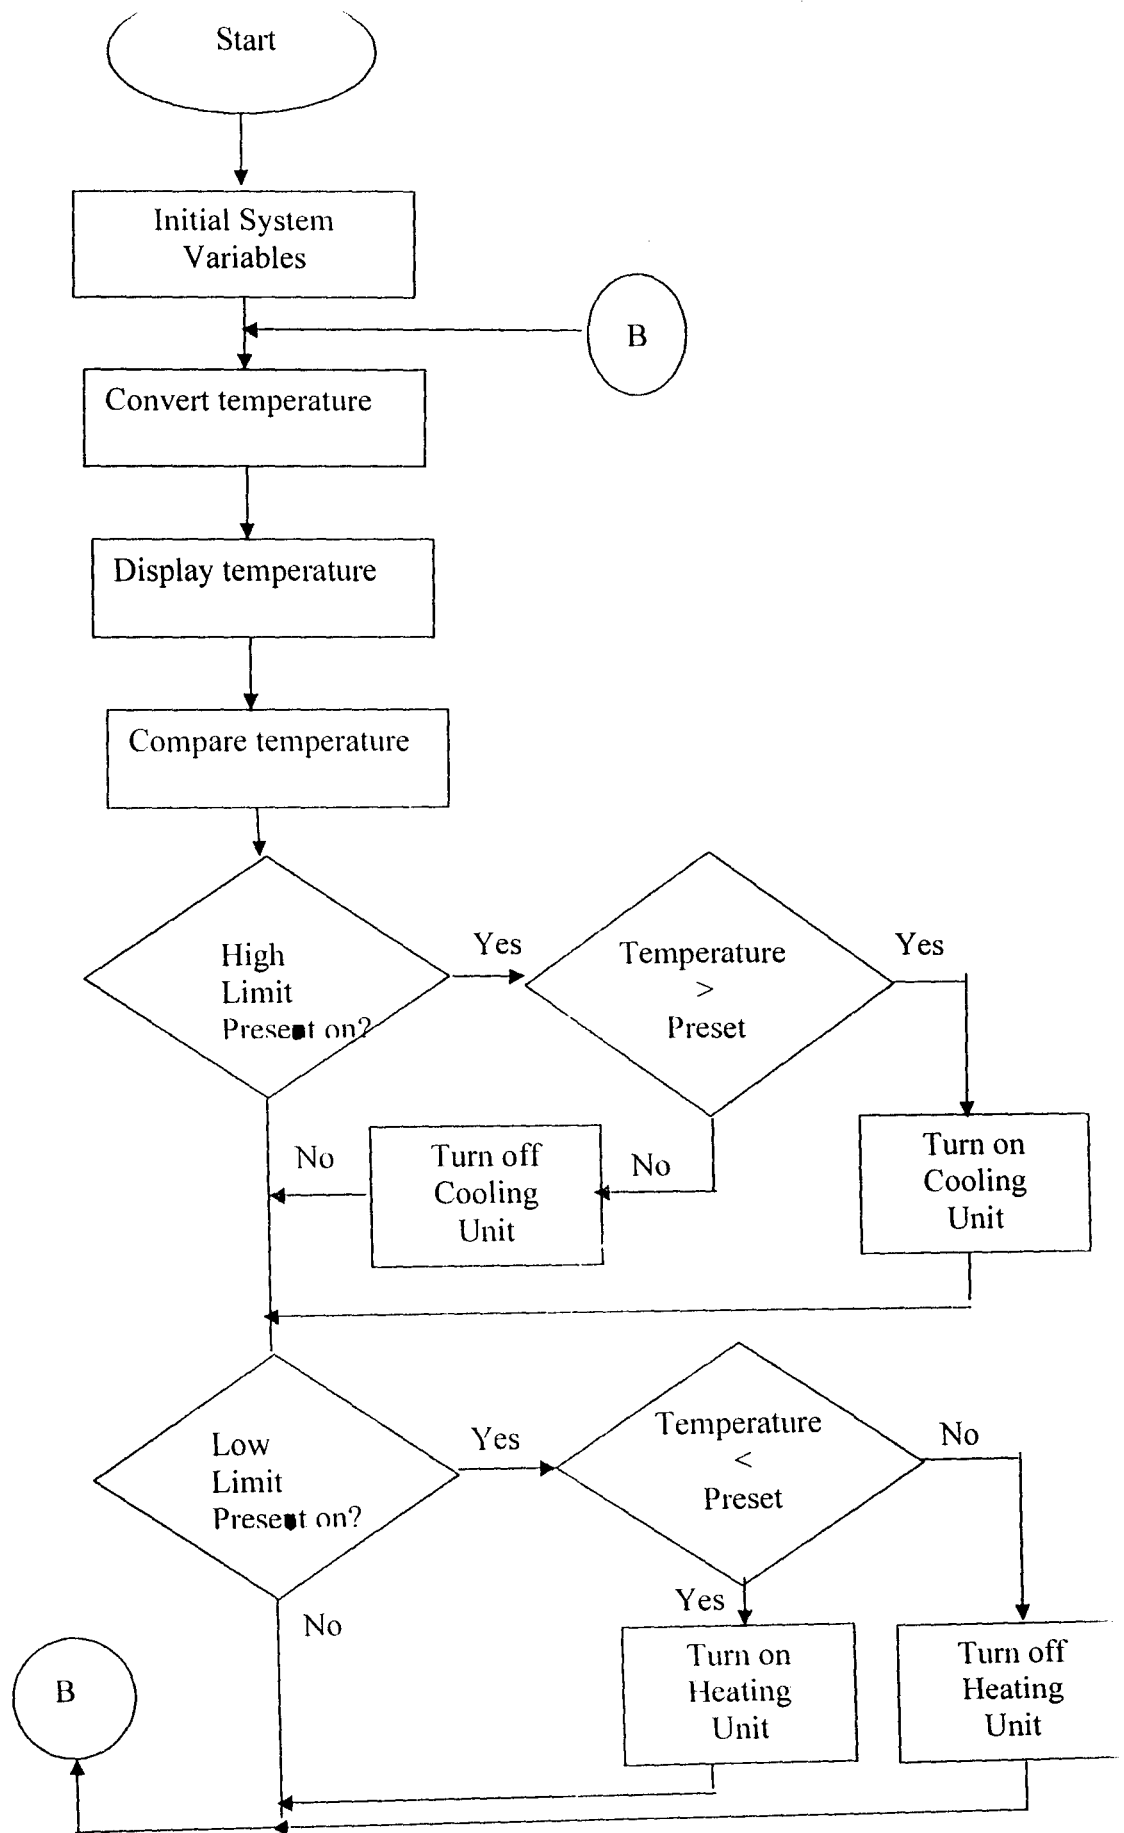 Start
Initial System
Variables
B
Convert temperature
Display temperature
Compare temperature
High
Limit
Present on?
Yes
Temperature
>
Preset
Yes
No
Turn off
Cooling
Unit
No
Turn on
Cooling
Unit
Low
Limit
Present on?
Yes
Temperature
<
Preset
No
Yes
No
Turn on
Heating
Unit
Turn off
Heating
Unit
B